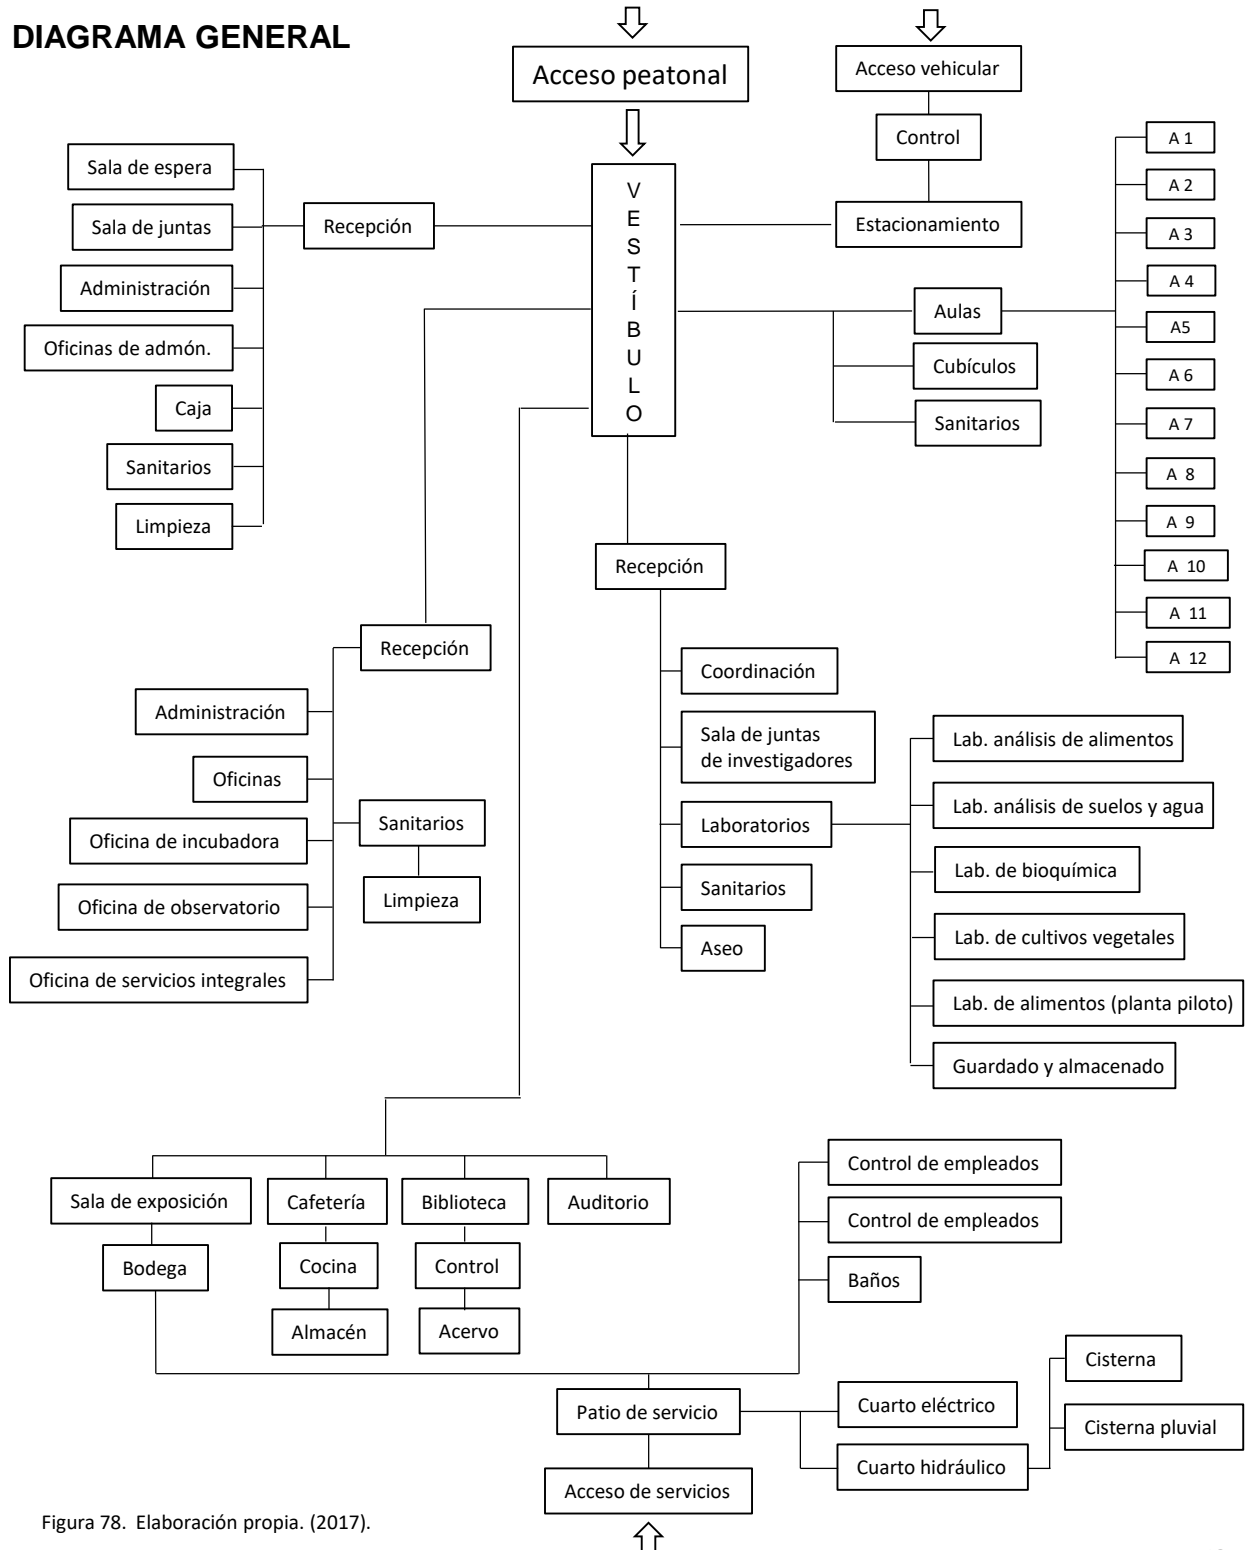 DIAGRAMA GENERAL
Acceso peatonal
Acceso vehicular
Control
Estacionamiento
VESTÍBULO
Recepción
Sala de espera
Sala de juntas
Administración
Oficinas de admón.
Caja
Sanitarios
Limpieza
Aulas
Cubículos
Sanitarios
A 1
A 2
A 3
A 4
A5
A 6
A 7
A 8
A 9
A 10
A 11
A 12
Recepción
Administración
Oficinas
Oficina de incubadora
Oficina de observatorio
Oficina de servicios integrales
Sanitarios
Limpieza
Recepción
Coordinación
Sala de juntas
de investigadores
Laboratorios
Sanitarios
Aseo
Lab. análisis de alimentos
Lab. análisis de suelos y agua
Lab. de bioquímica
Lab. de cultivos vegetales
Lab. de alimentos (planta piloto)
Guardado y almacenado
Sala de exposición
Bodega
Cafetería
Cocina
Almacén
Biblioteca
Control
Acervo
Auditorio
Control de empleados
Control de empleados
Baños
Patio de servicio
Acceso de servicios
Cuarto eléctrico
Cuarto hidráulico
Cisterna
Cisterna pluvial
Figura 78. Elaboración propia. (2017).